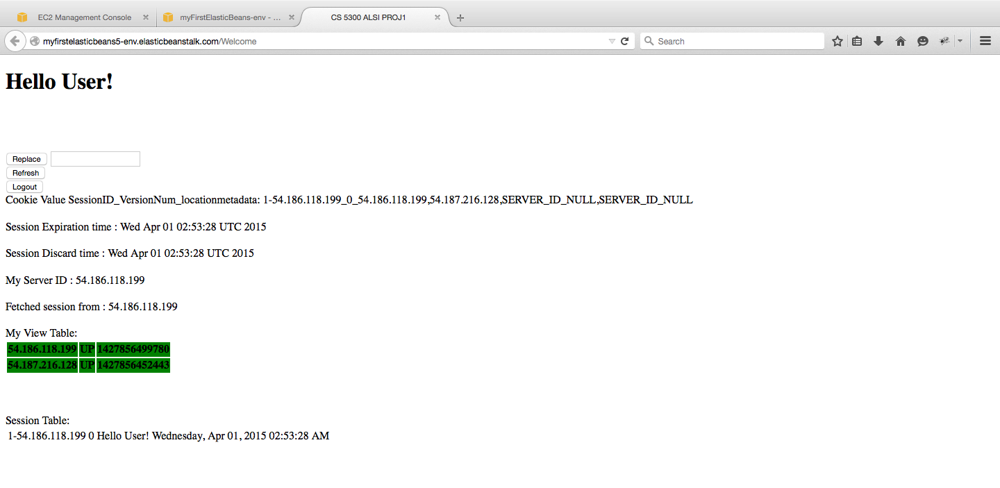 EC2 Management Console
myFirstElasticBeans-env - ...
CS 5300 ALSI PROJ1
myfirstelasticbeans5-env.elasticbeanstalk.com/Welcome
Search
Hello User!
Replace
Refresh
Logout
Cookie Value SessionID_VersionNum_locationmetadata: 1-54.186.118.199_0_54.186.118.199,54.187.216.128,SERVER_ID_NULL,SERVER_ID_NULL
Session Expiration time : Wed Apr 01 02:53:28 UTC 2015
Session Discard time : Wed Apr 01 02:53:28 UTC 2015
My Server ID : 54.186.118.199
Fetched session from : 54.186.118.199
My View Table:
54.186.118.199 UP 1427856499780
54.187.216.128 UP 1427856452443
Session Table:
1-54.186.118.199 0 Hello User! Wednesday, Apr 01, 2015 02:53:28 AM